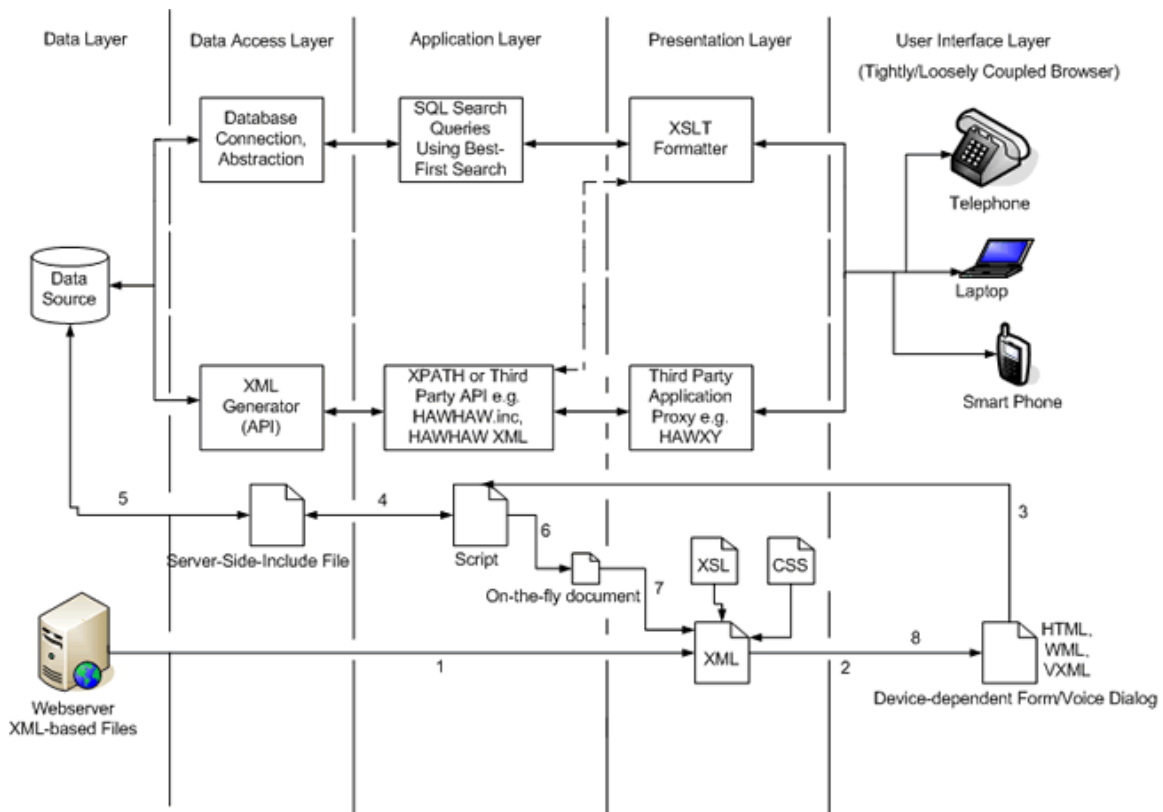 Data Layer
Data Access Layer
Application Layer
Presentation Layer
User Interface Layer
(Tightly/Loosely Coupled Browser)
Database
Connection,
Abstraction
SQL Search
Queries
Using Best-
First Search
XSLT
Formatter
Telephone
Data
Source
Laptop
XML
Generator
(API)
XPATH or Third
Party API e.g.
HAWHAW.inc,
HAWHAW XML
Third Party
Application
Proxy e.g.
HAWXY
Smart Phone
5
4
3
Server-Side-Include File
Script
6
On-the-fly document
7
XSL
CSS
XML
1
2
8
HTML,
WML,
VXML
Device-dependent Form/Voice Dialog
Webserver
XML-based Files